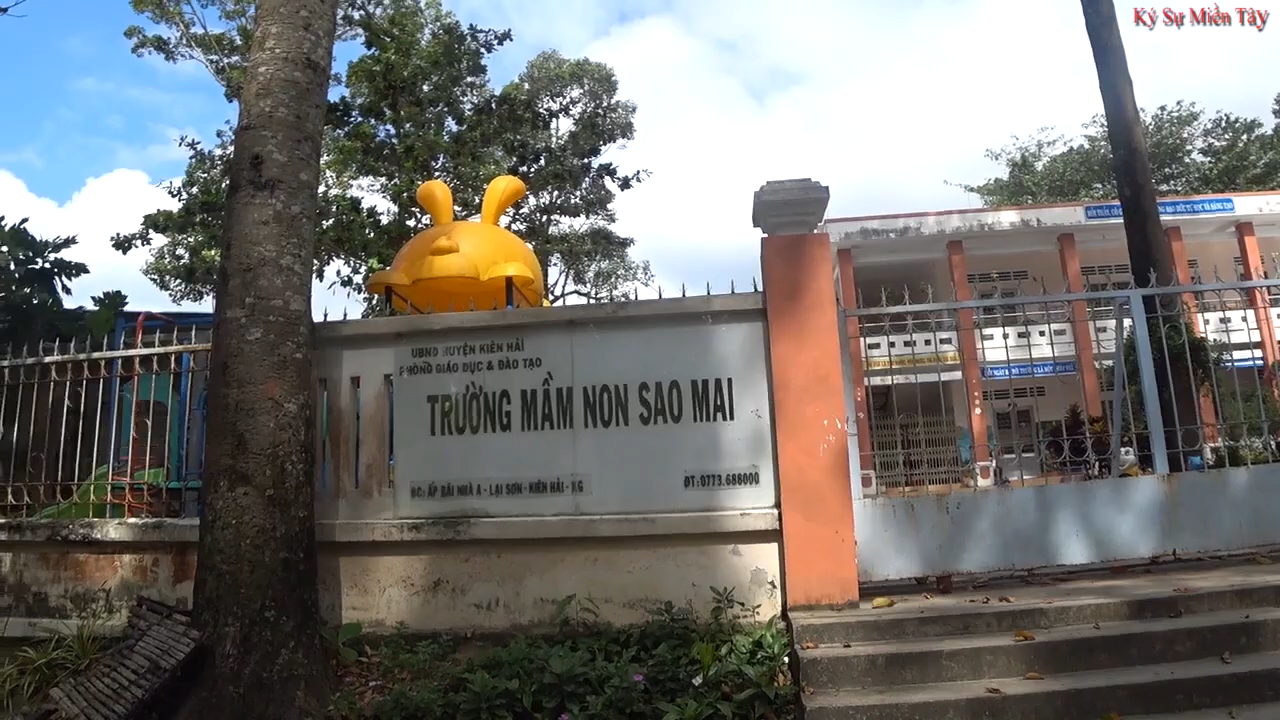 Ký Sự Miền Tây
UBND HUYỆN KIÊN HẢI
PHÒNG GIÁO DỤC & ĐÀO TẠO
TRƯỜNG MẦM NON SAO MAI
ĐC: ẤP BÃI NHÀ A - LẠI SƠN - KIÊN HẢI - KG
ĐT: 0773.688000